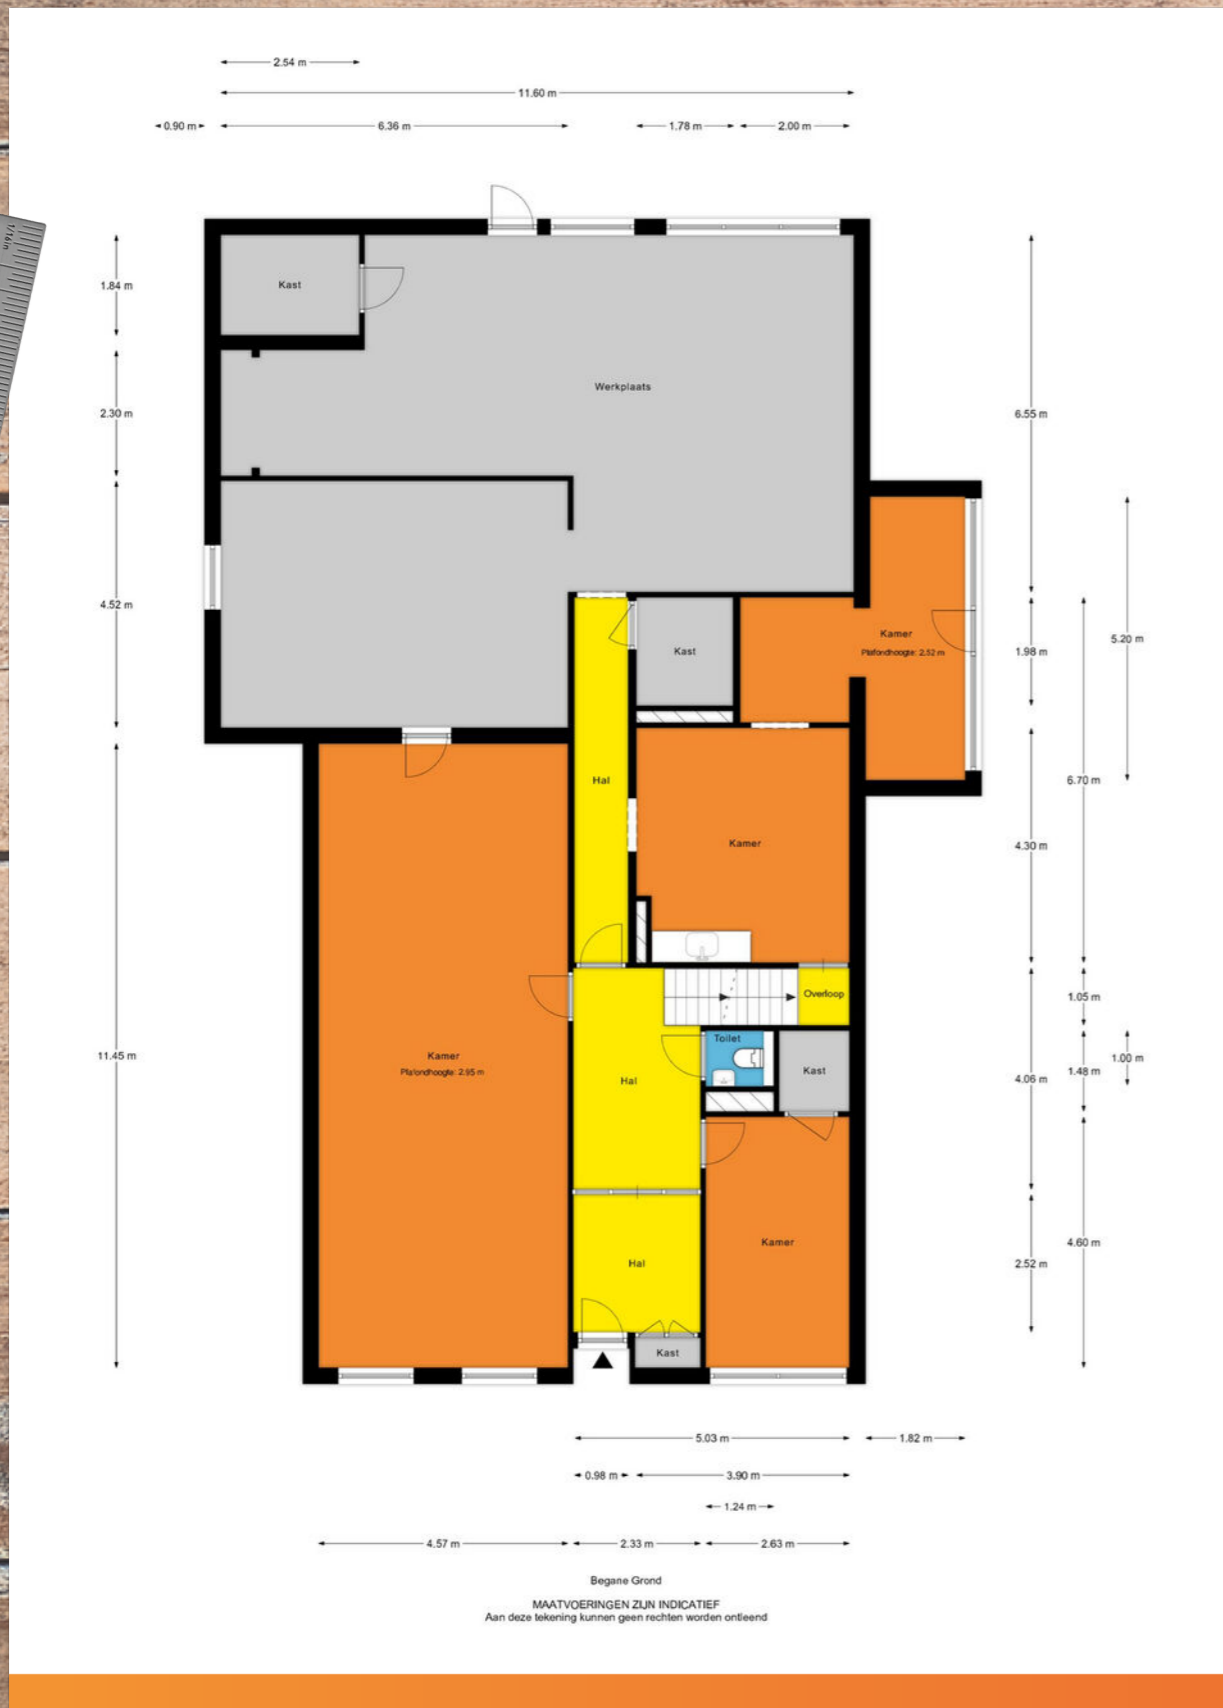 2.54 m
11.60 m
0.90 m
6.36 m
1.78 m
2.00 m
1/16in
1.84 m
Kast
2.30 m
Werkplaats
6.55 m
4.52 m
Kast
Kamer
Plafondhoogte: 2.52 m
1.98 m
5.20 m
Hal
6.70 m
Kamer
4.30 m
Overloop
1.05 m
11.45 m
Kamer
Plafondhoogte: 2.95 m
Hal
Toilet
Kast
4.06 m
1.48 m
1.00 m
Hal
Kamer
2.52 m
4.60 m
Kast
5.03 m
1.82 m
0.98 m
3.90 m
1.24 m
4.57 m
2.33 m
2.63 m
Begane Grond
MAATVOERINGEN ZIJN INDICATIEF
Aan deze tekening kunnen geen rechten worden ontleend